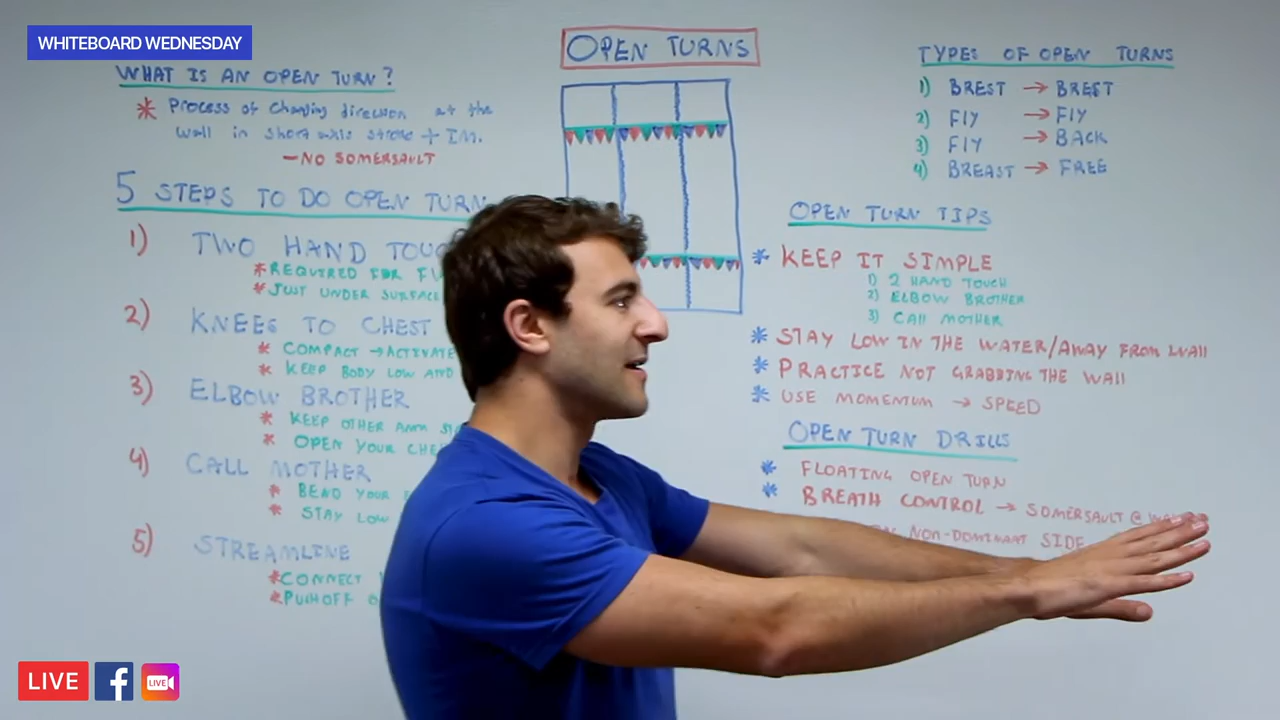 WHITEBOARD WEDNESDAY
WHAT IS AN OPEN TURN?
* PROCESS OF CHANGING DIRECTION AT THE
WALL IN SHORT AXIS STROKE + IM.
- NO SOMERSAULT
5 STEPS TO DO OPEN TURN
1) TWO HAND TOUC
* REQUIRED FOR FL
* JUST UNDER SURFACE
2) KNEES TO CHEST
* COMPACT → ACTIVATE
* KEEP BODY LOW AND
3) ELBOW BROTHER
* KEEP OTHER ARM
* OPEN YOUR CHE
4) CALL MOTHER
* BEND YOUR
* STAY LOW
5) STREAMLINE
* CONNECT
* PUSHOFF
OPEN TURNS
TYPES OF OPEN TURNS
1) BREST → BREST
2) FLY → FLY
3) FLY → BACK
4) BREAST → FREE
OPEN TURN TIPS
* KEEP IT SIMPLE
1) 2 HAND TOUCH
2) ELBOW BROTHER
3) CALL MOTHER
* STAY LOW IN THE WATER/AWAY FROM WALL
* PRACTICE NOT GRABBING THE WALL
* USE MOMENTUM → SPEED
OPEN TURN DRILLS
* FLOATING OPEN TURN
* BREATH CONTROL → SOMERSAULT @
NON-DOMINANT SIDE
LIVE
LIVE